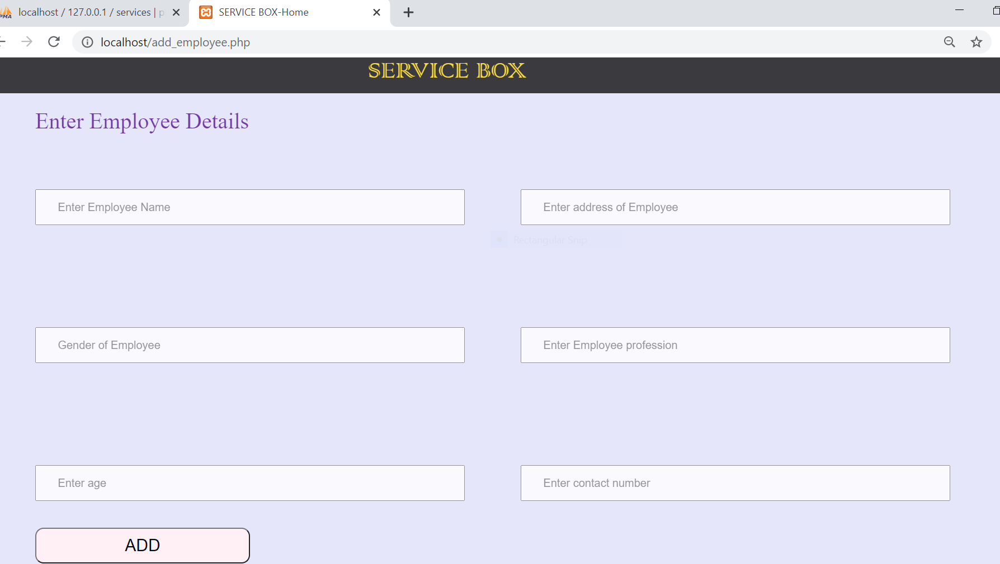 localhost / 127.0.0.1 / services | p
SERVICE BOX-Home
localhost/add_employee.php
SERVICE BOX
Enter Employee Details
Enter Employee Name
Enter address of Employee
Rectangular Snip
Gender of Employee
Enter Employee profession
Enter age
Enter contact number
ADD